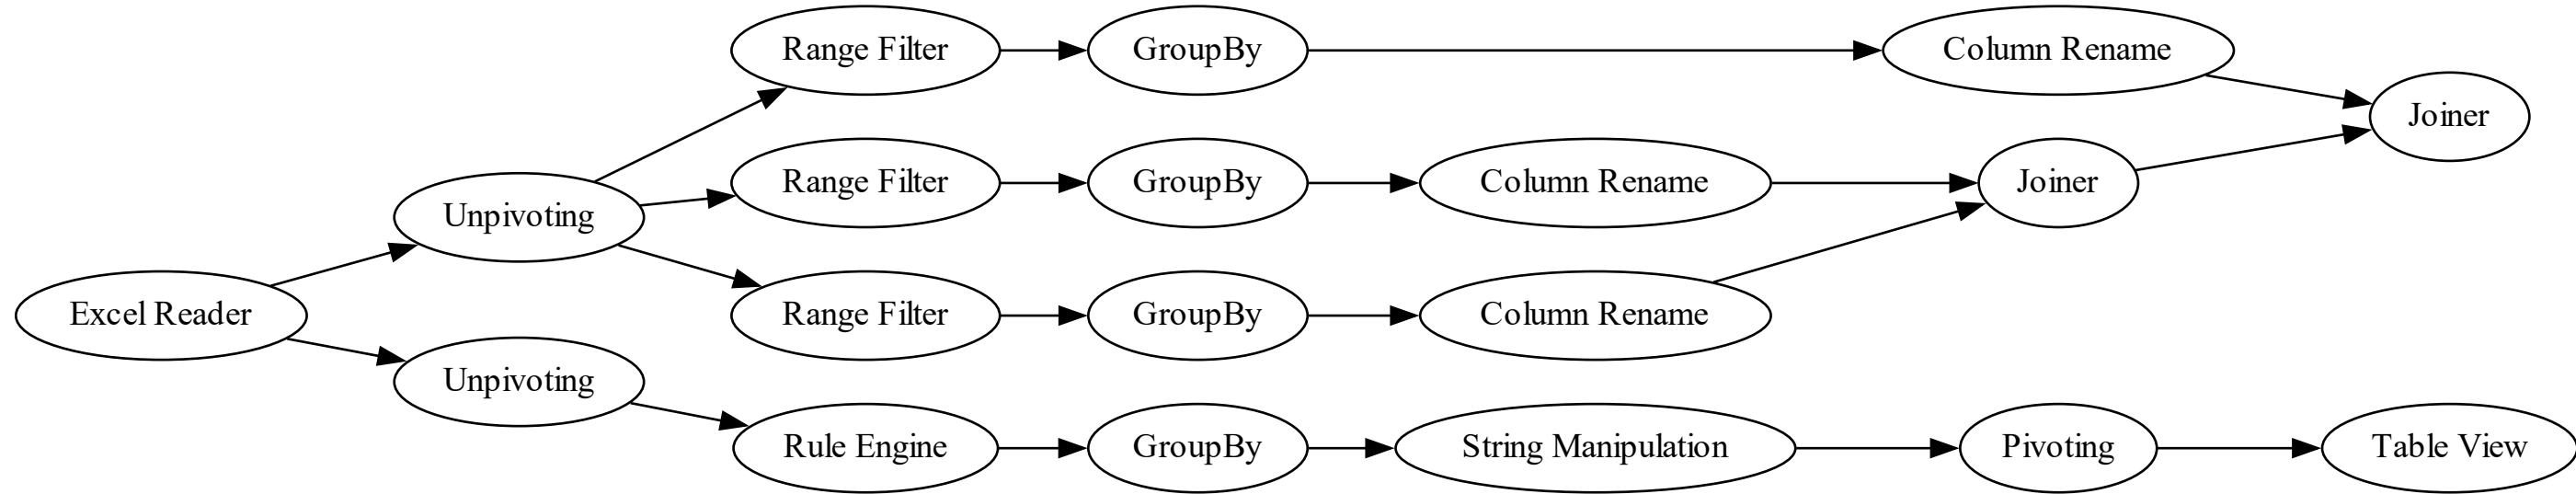 Range Filter
GroupBy
Column Rename
Joiner
Range Filter
GroupBy
Column Rename
Joiner
Unpivoting
Excel Reader
Range Filter
GroupBy
Column Rename
Unpivoting
Rule Engine
GroupBy
String Manipulation
Pivoting
Table View